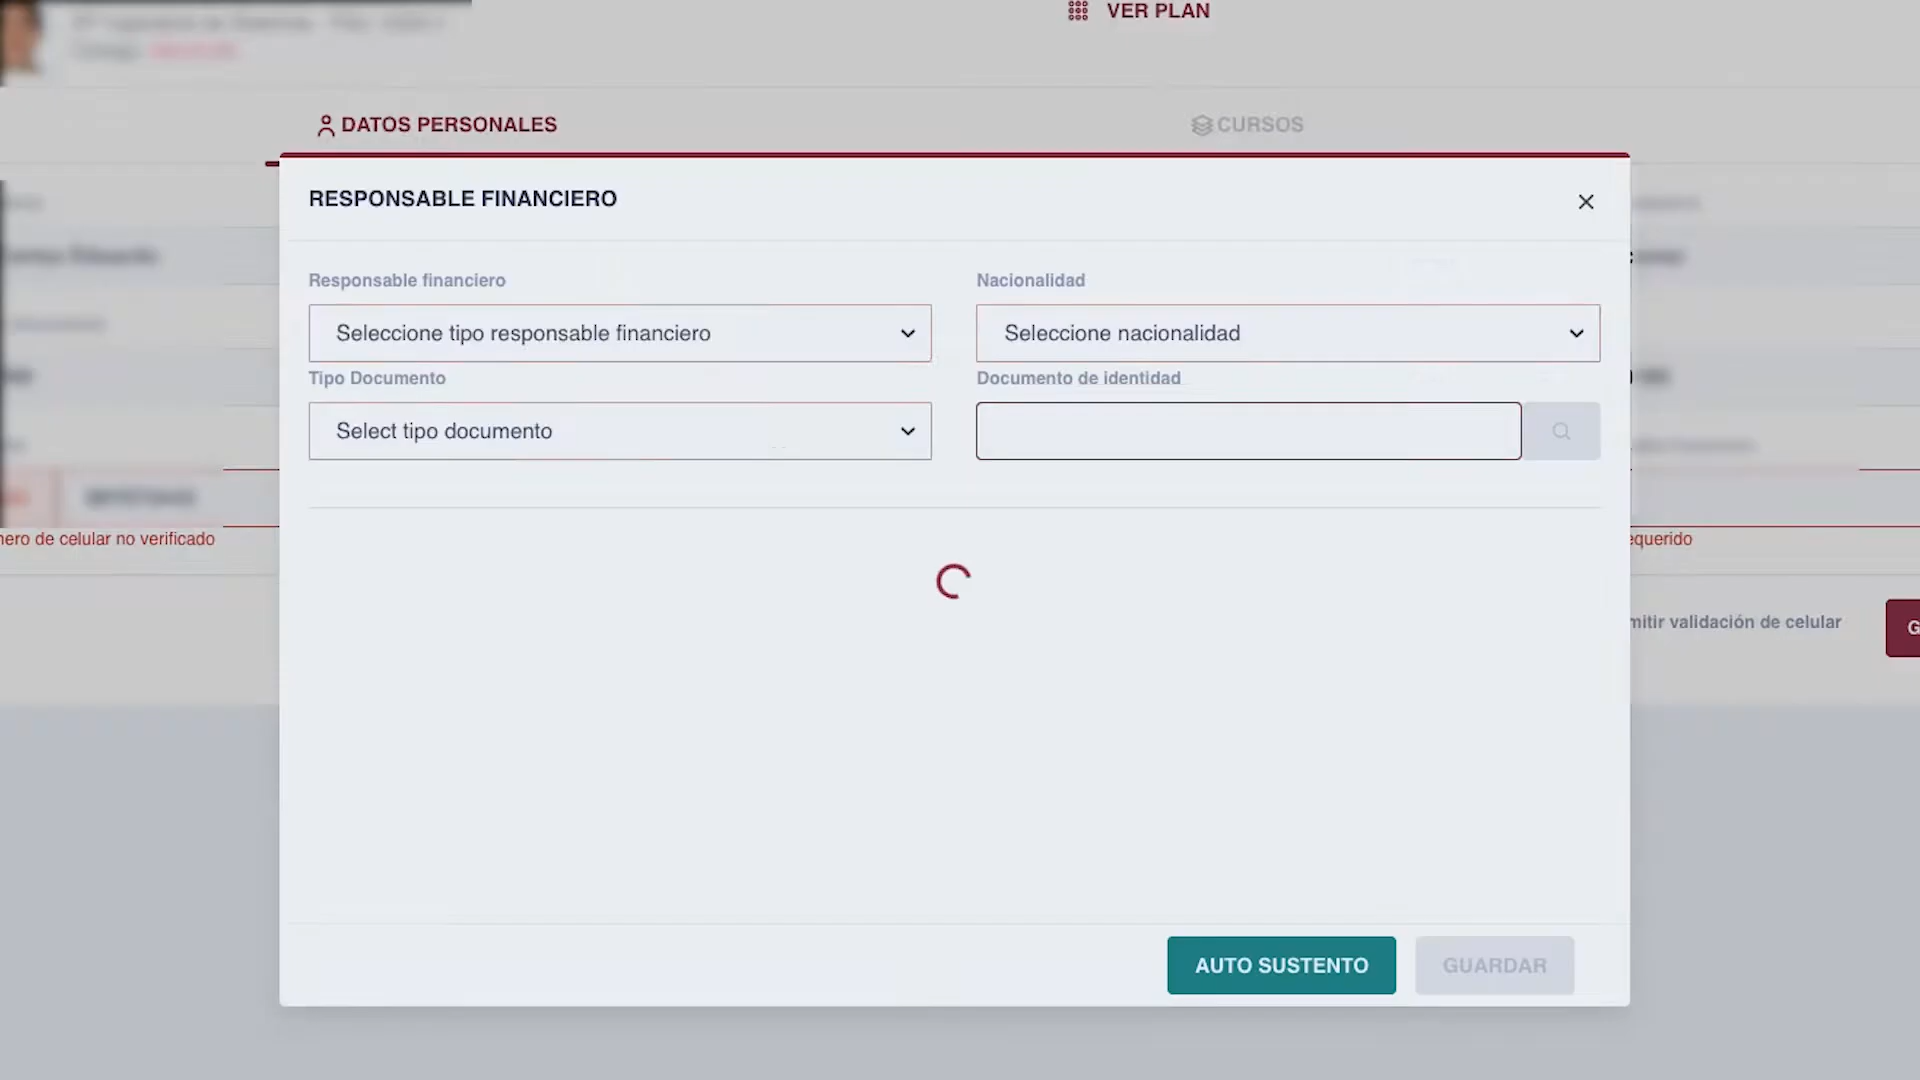 VER PLAN
DATOS PERSONALES
CURSOS
RESPONSABLE FINANCIERO
Responsable financiero
Nacionalidad
Seleccione tipo responsable financiero
Seleccione nacionalidad
Tipo Documento
Documento de identidad
Select tipo documento
nero de celular no verificado
equerido
mitir validación de celular
G
AUTO SUSTENTO
GUARDAR